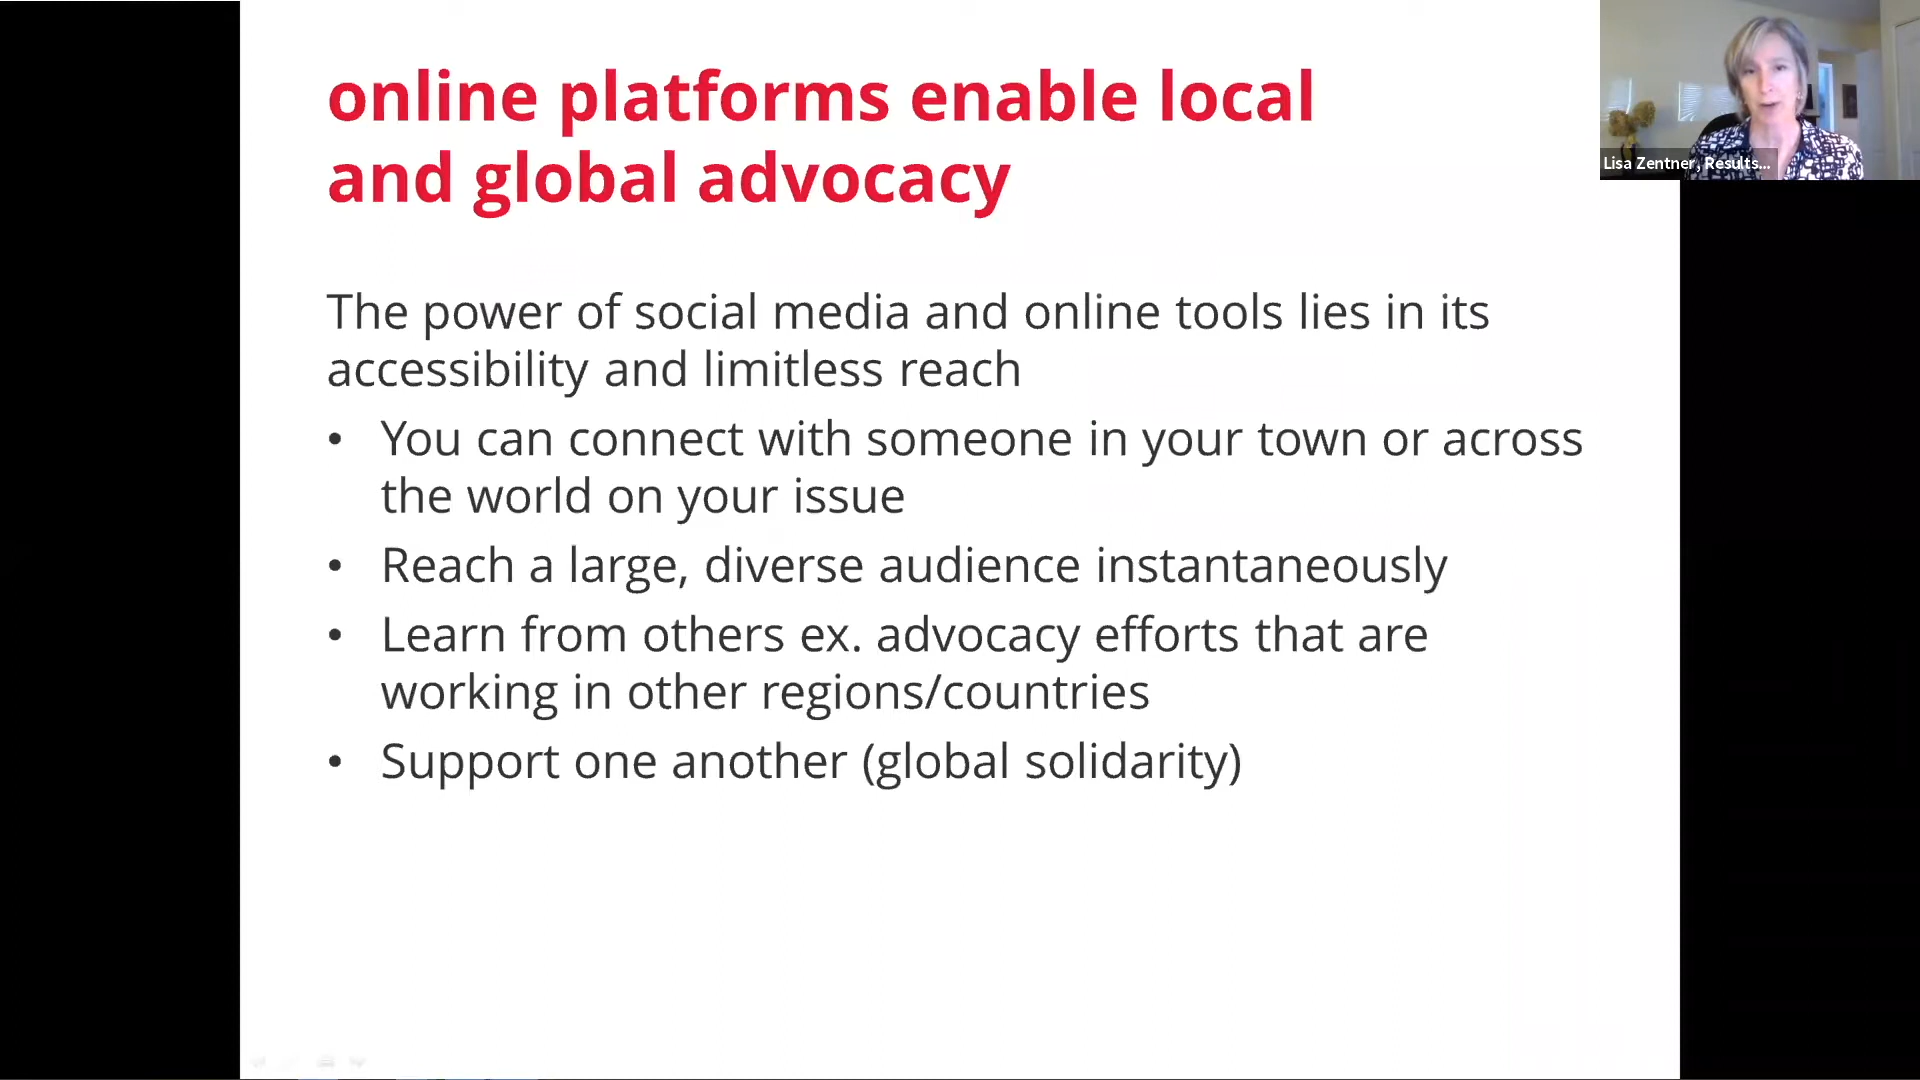 online platforms enable local
and global advocacy
Lisa Zentner, Results...
The power of social media and online tools lies in its
accessibility and limitless reach
• You can connect with someone in your town or across
the world on your issue
• Reach a large, diverse audience instantaneously
• Learn from others ex. advocacy efforts that are
working in other regions/countries
• Support one another (global solidarity)